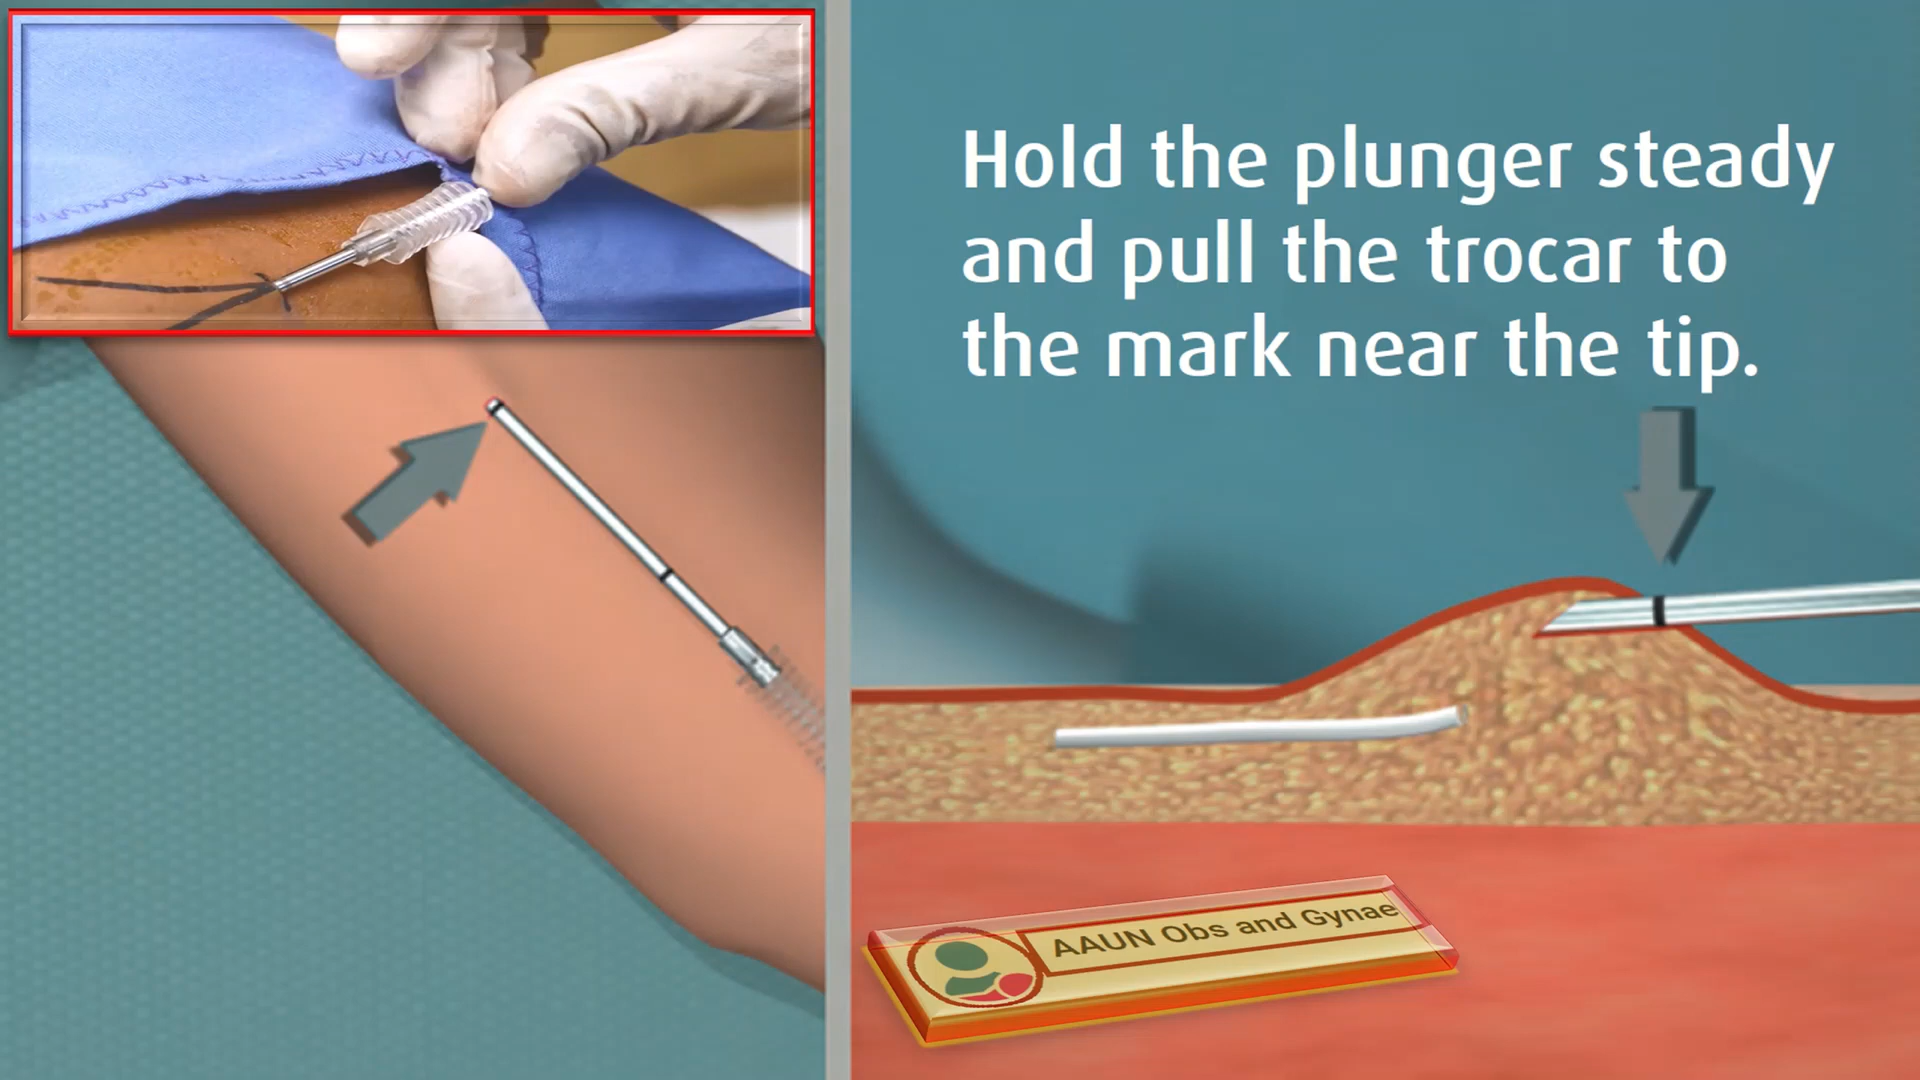 Hold the plunger steady
and pull the trocar to
the mark near the tip.
AAUN Obs and Gynae